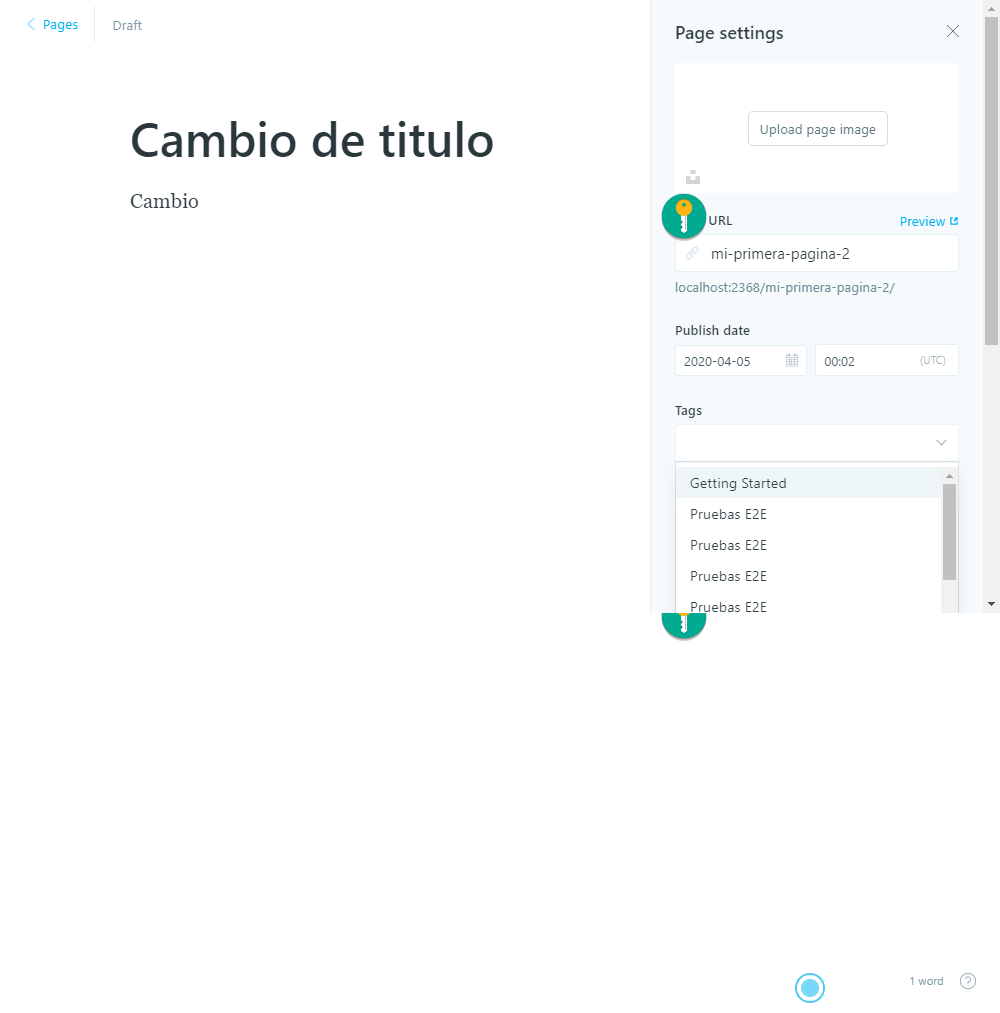 Pages
Draft
Cambio de titulo
Cambio
Page settings
Upload page image
URL
Preview
mi-primera-pagina-2
localhost:2368/mi-primera-pagina-2/
Publish date
2020-04-05
00:02
(UTC)
Tags
Getting Started
Pruebas E2E
Pruebas E2E
Pruebas E2E
Pruebas E2E
1 word
?